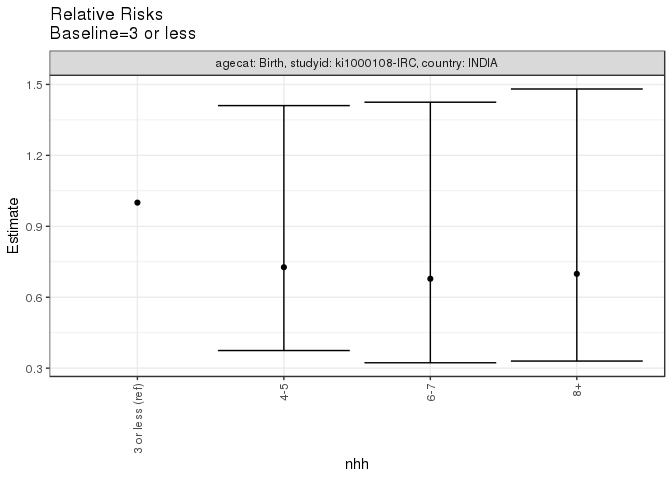 Relative Risks
Baseline=3 or less
agecat: Birth, studyid: ki1000108-IRC, country: INDIA
1.5
1.2
0.9
0.6
0.3
Estimate
3 or less (ref)
4-5
6-7
8+
nhh